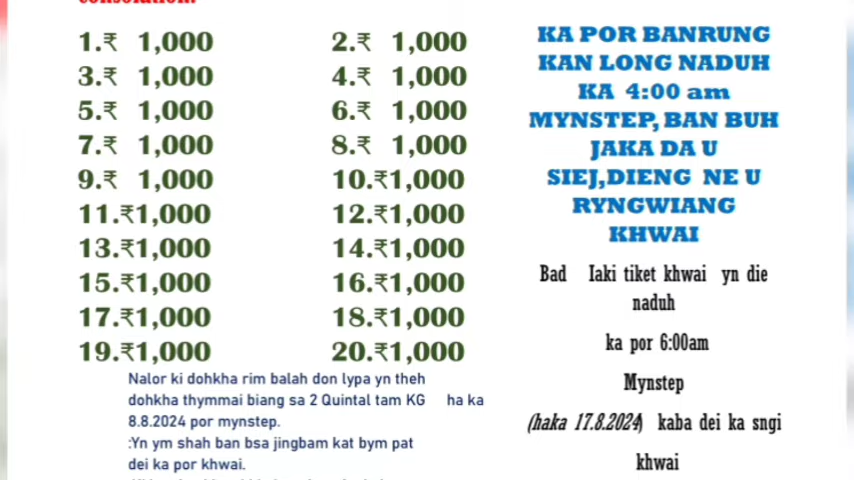 consolation:
1.₹ 1,000 2.₹ 1,000
3.₹ 1,000 4.₹ 1,000
5.₹ 1,000 6.₹ 1,000
7.₹ 1,000 8.₹ 1,000
9.₹ 1,000 10.₹1,000
11.₹1,000 12.₹1,000
13.₹1,000 14.₹1,000
15.₹1,000 16.₹1,000
17.₹1,000 18.₹1,000
19.₹1,000 20.₹1,000
Nalor ki dohkha rim balah don lypa yn theh
dohkha thymmai biang sa 2 Quintal tam KG ha ka
8.8.2024 por mynstep.
:Yn ym shah ban bsa jingbam kat bym pat
dei ka por khwai.
KA POR BANRUNG
KAN LONG NADUH
KA 4:00 am
MYNSTEP, BAN BUH
JAKA DA U
SIEJ,DIENG NE U
RYNGWIANG
KHWAI
Bad Iaki tiket khwai yn die
naduh
ka por 6:00am
Mynstep
(haka 17.8.2024) kaba dei ka sngi
khwai